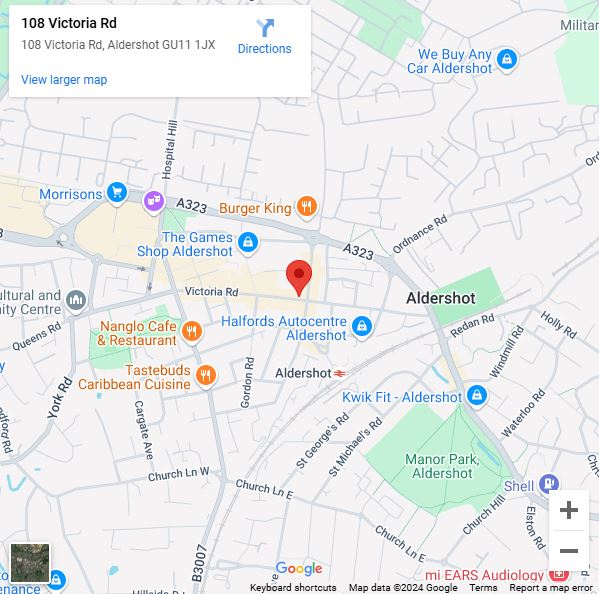 108 Victoria Rd
108 Victoria Rd, Aldershot GU11 1JX
Directions
View larger map
Militar
We Buy Any
Car Aldershot
Hospital Hill
Morrisons
A323
Burger King
Ordnance Rd
Ord
The Games
Shop Aldershot
A323
Victoria Rd
Aldershot
ltural and
ity Centre
Queens Rd
Nanglo Cafe
& Restaurant
Halfords Autocentre
Aldershot
Redan Rd
Holly Rd
Windmill Rd
Tastebuds
Caribbean Cuisine
Gordon Rd
Aldershot
York Rd
Cargate Ave
Kwik Fit - Aldershot
Waterloo Rd
St George's Rd
St Michael's Rd
Manor Park,
Aldershot
Church Ln W
Church Ln E
Shell
Church Hill
Elston Rd
Church Ln E
B3007
Google
mi EARS Audiology
tone
enance
Hillside Rd
Keyboard shortcuts
Map data ©2024 Google
Terms
Report a map error